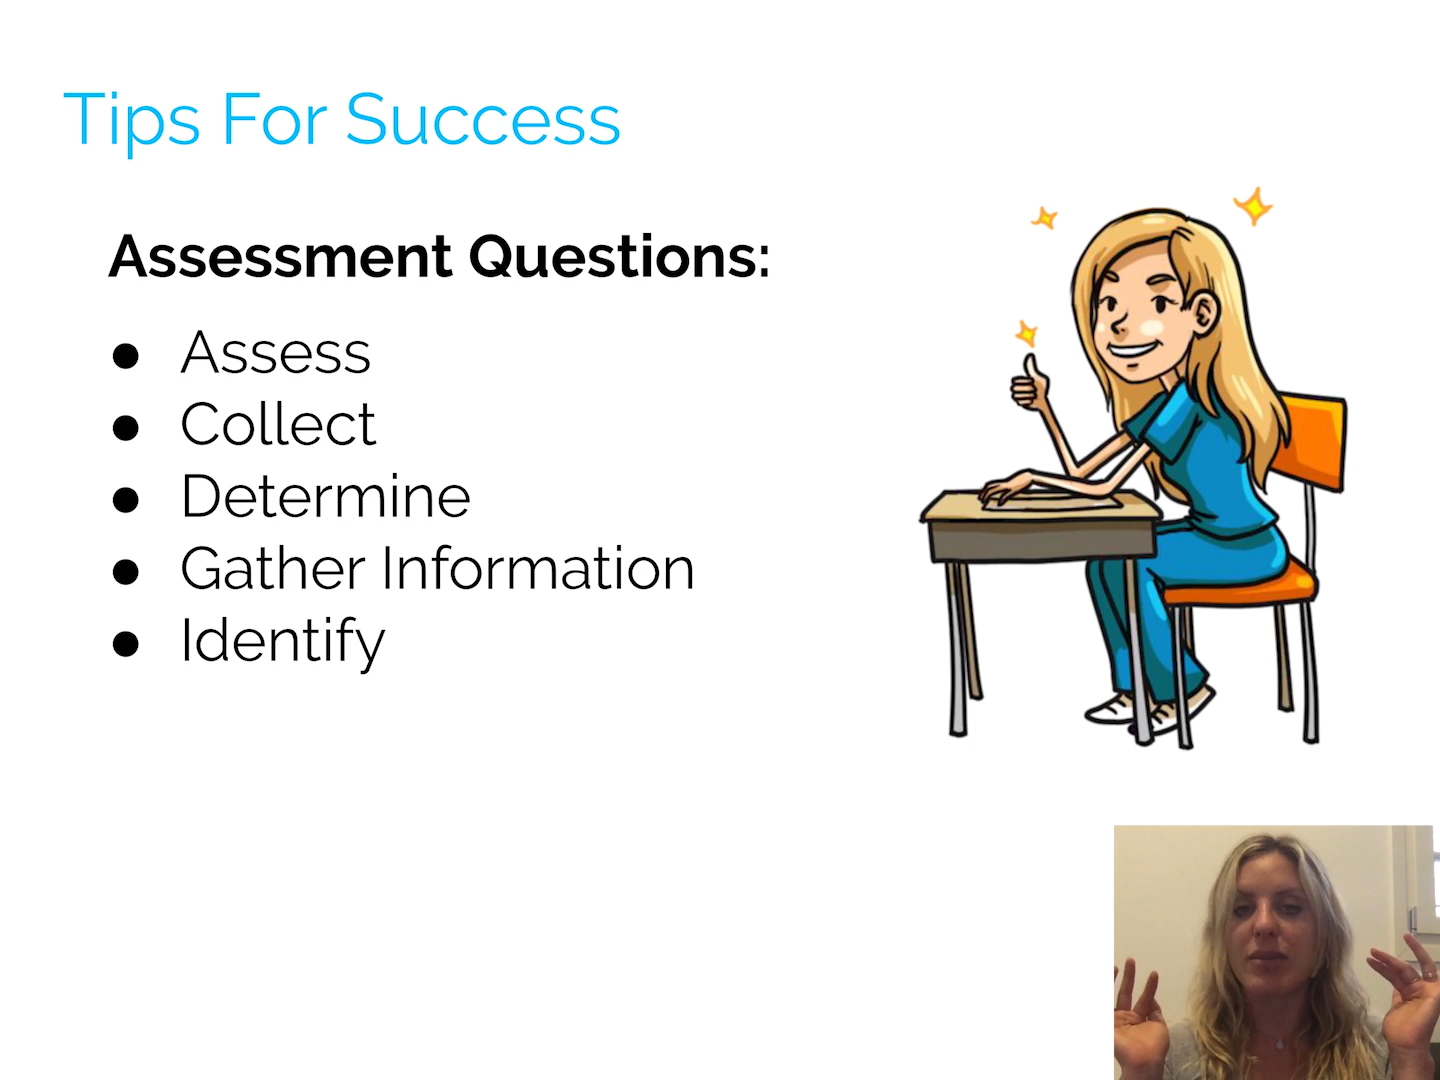 Tips For Success
Assessment Questions:
● Assess
● Collect
● Determine
● Gather Information
● Identify